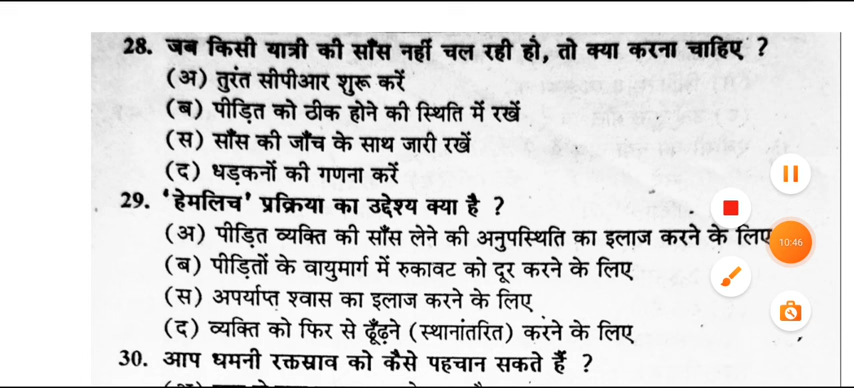 28. जब किसी यात्री की साँस नहीं चल रही हो, तो क्या करना चाहिए ?
(अ) तुरंत सीपीआर शुरू करें
(ब) पीड़ित को ठीक होने की स्थिति में रखें
(स) साँस की जाँच के साथ जारी रखें
(द) धड़कनों की गणना करें
29. 'हेमलिच' प्रक्रिया का उद्देश्य क्या है ?
(अ) पीड़ित व्यक्ति की साँस लेने की अनुपस्थिति का इलाज करने के लिए
10:46
(ब) पीड़ितों के वायुमार्ग में रुकावट को दूर करने के लिए
(स) अपर्याप्त श्वास का इलाज करने के लिए
(द) व्यक्ति को फिर से ढूँढ़ने (स्थानांतरित) करने के लिए
30. आप धमनी रक्तस्राव को कैसे पहचान सकते हैं ?